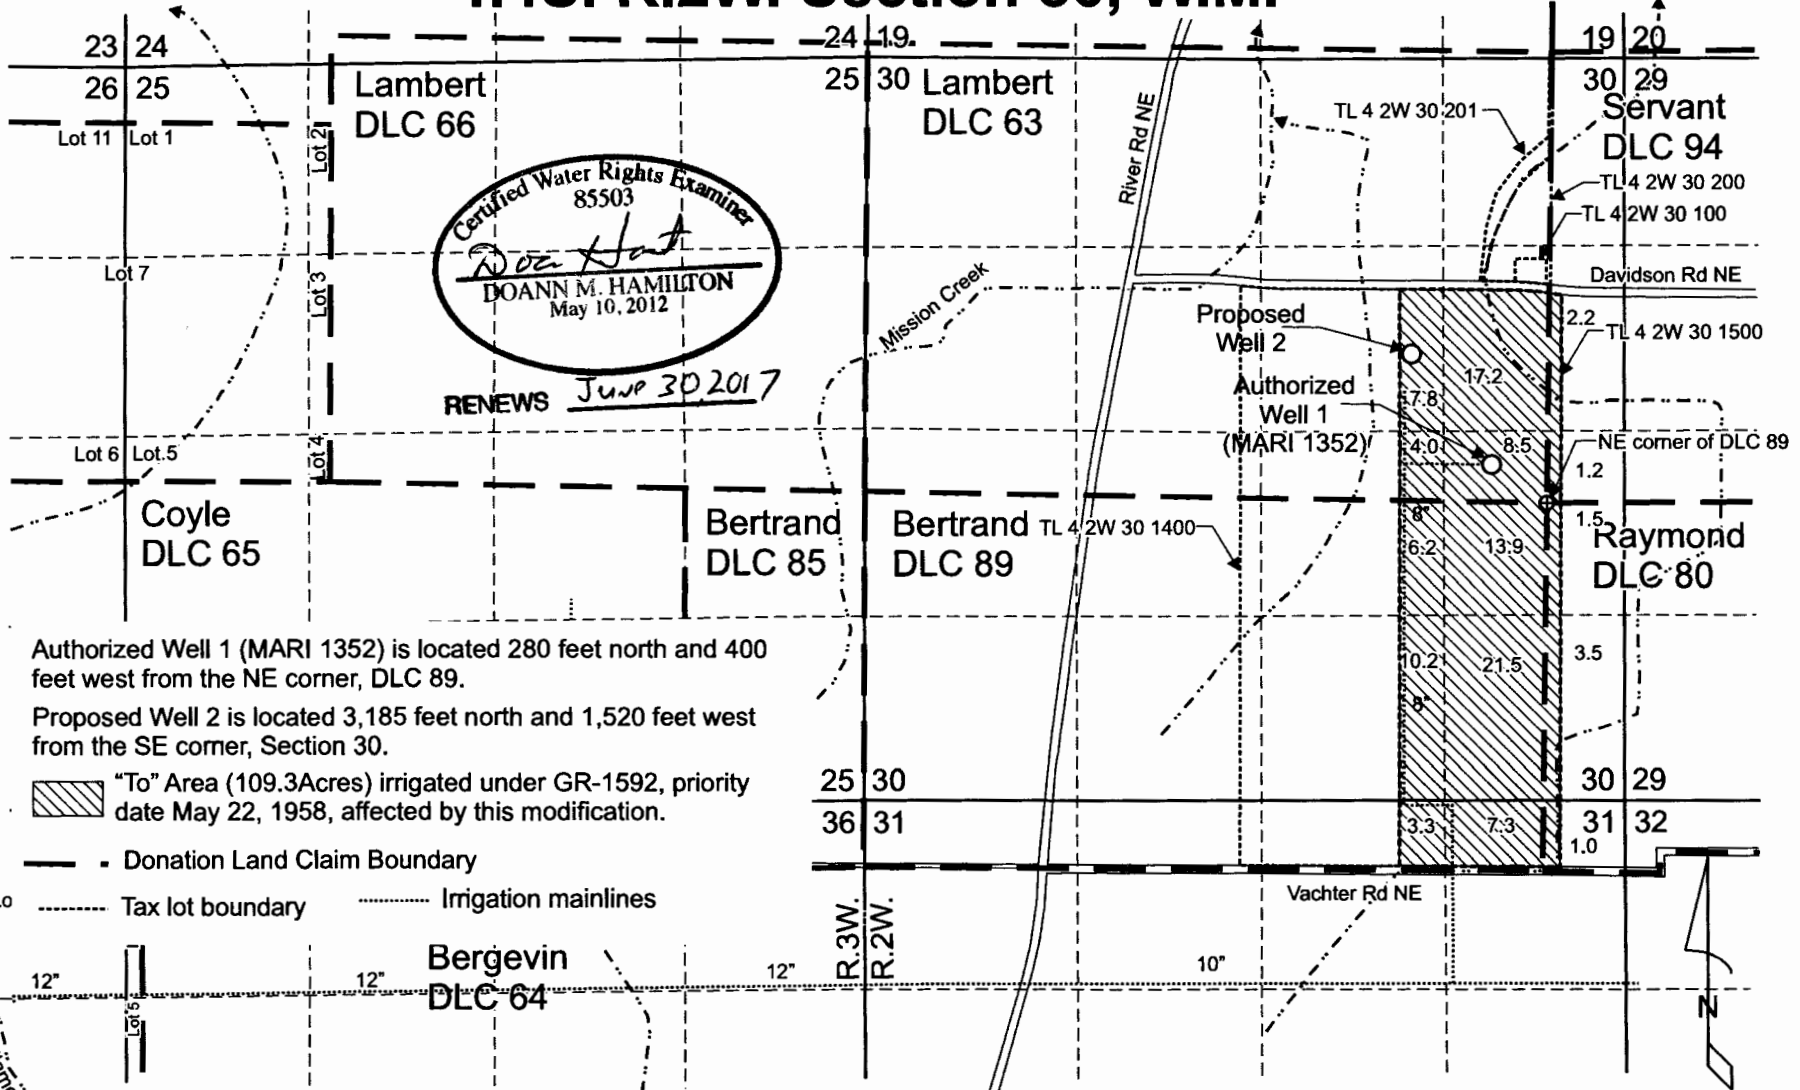 23 24
26 25
24 19
25 30
19 20
30 29
Lambert
DLC 66
Lambert
DLC 63
Servant
DLC 94
Lot 11
Lot 1
Lot 2
Lot 7
Lot 3
Lot 6
Lot 5
Lot 4
Certified Water Rights Examiner
85503
DOANN M. HAMILTON
May 10, 2012
RENEWS June 30, 2017
River Rd NE
Mission Creek
TL 4 2W 30 201
TL 4 2W 30 200
TL 4 2W 30 100
Davidson Rd NE
Proposed
Well 2
2.2
TL 4 2W 30 1500
17.2
Authorized
Well 1
(MARI 1352)
7.8
4.0
8.5
NE corner of DLC 89
1.2
Coyle
DLC 65
Bertrand
DLC 85
Bertrand
DLC 89
TL 4 2W 30 1400
8"
6.2
13.9
1.5
Raymond
DLC 80
10.2
21.5
3.5
8"
Authorized Well 1 (MARI 1352) is located 280 feet north and 400
feet west from the NE corner, DLC 89.
Proposed Well 2 is located 3,185 feet north and 1,520 feet west
from the SE corner, Section 30.
“To” Area (109.3Acres) irrigated under GR-1592, priority
date May 22, 1958, affected by this modification.
25 30
36 31
30 29
31 32
3.3
7.3
1.0
Donation Land Claim Boundary
Tax lot boundary
Irrigation mainlines
Vachter Rd NE
R.3W.
R.2W.
Bergevin
DLC 64
12"
12"
12"
10"
Lot 5
N